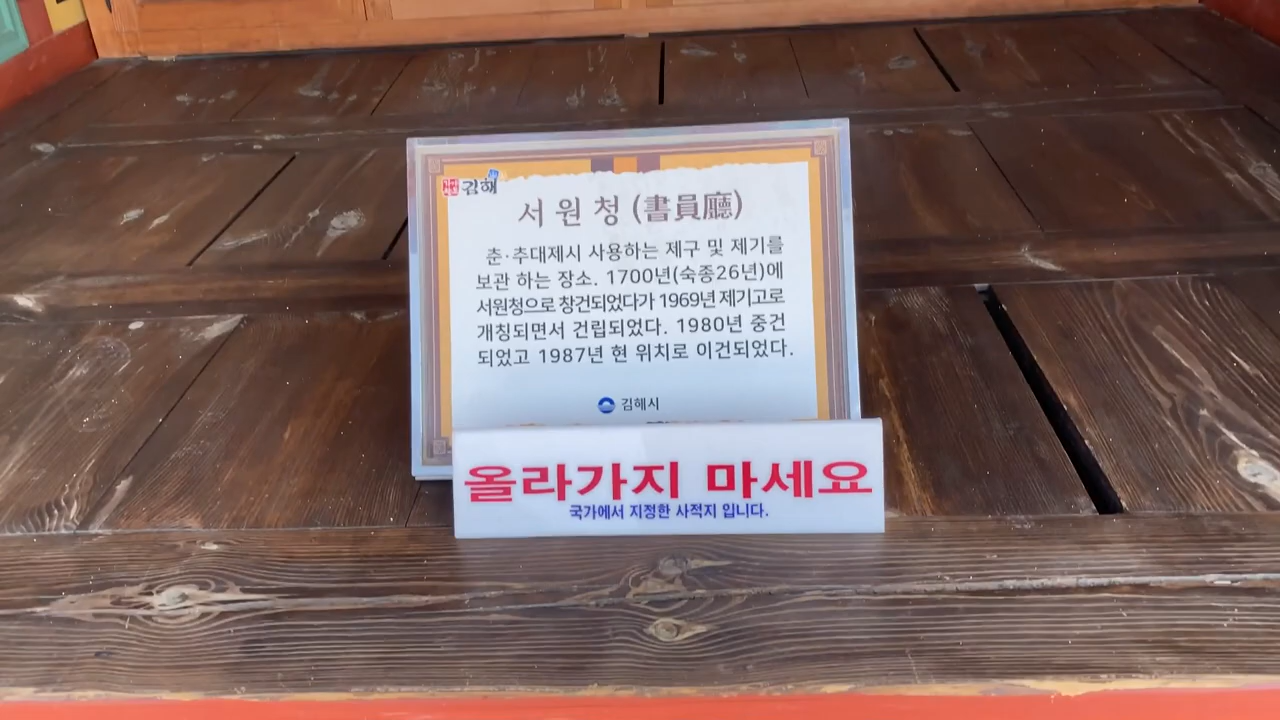 김해
서원청(書員廳)
춘·추대제시 사용하는 제구 및 제기를
보관 하는 장소. 1700년(숙종26년)에
서원청으로 창건되었다가 1969년 제기고로
개칭되면서 건립되었다. 1980년 중건
되었고 1987년 현 위치로 이건되었다.
김해시
올라가지 마세요
국가에서 지정한 사적지 입니다.